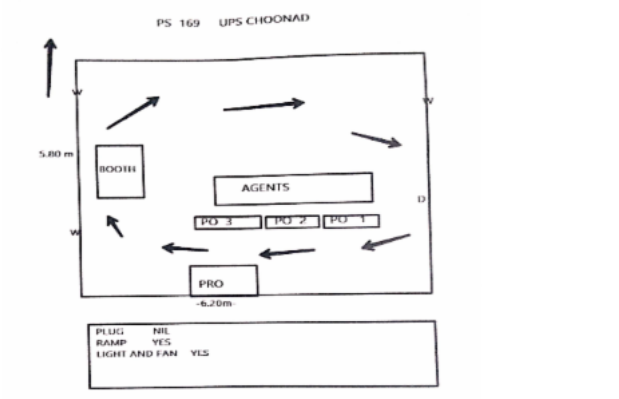 PS 169 UPS CHOONAD
W
W
5.80 m
BOOTH
AGENTS
D
PO 3 PO 2 PO 1
W
PRO
-6.20m-
PLUG NIL
RAMP YES
LIGHT AND FAN YES